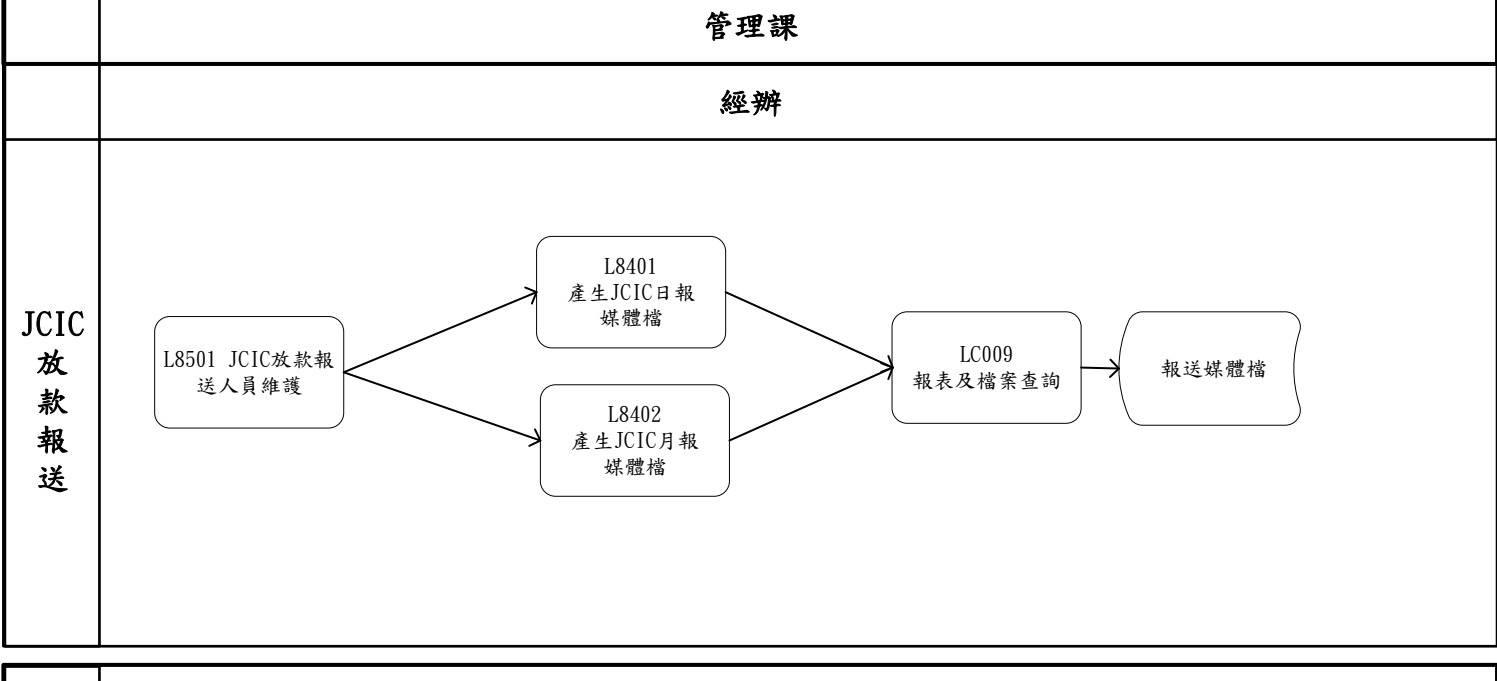 管理課
經辦
JCIC
放
款
報
送
L8501 JCIC放款報
送人員維護
L8401
產生JCIC日報
媒體檔
L8402
產生JCIC月報
媒體檔
LC009
報表及檔案查詢
報送媒體檔